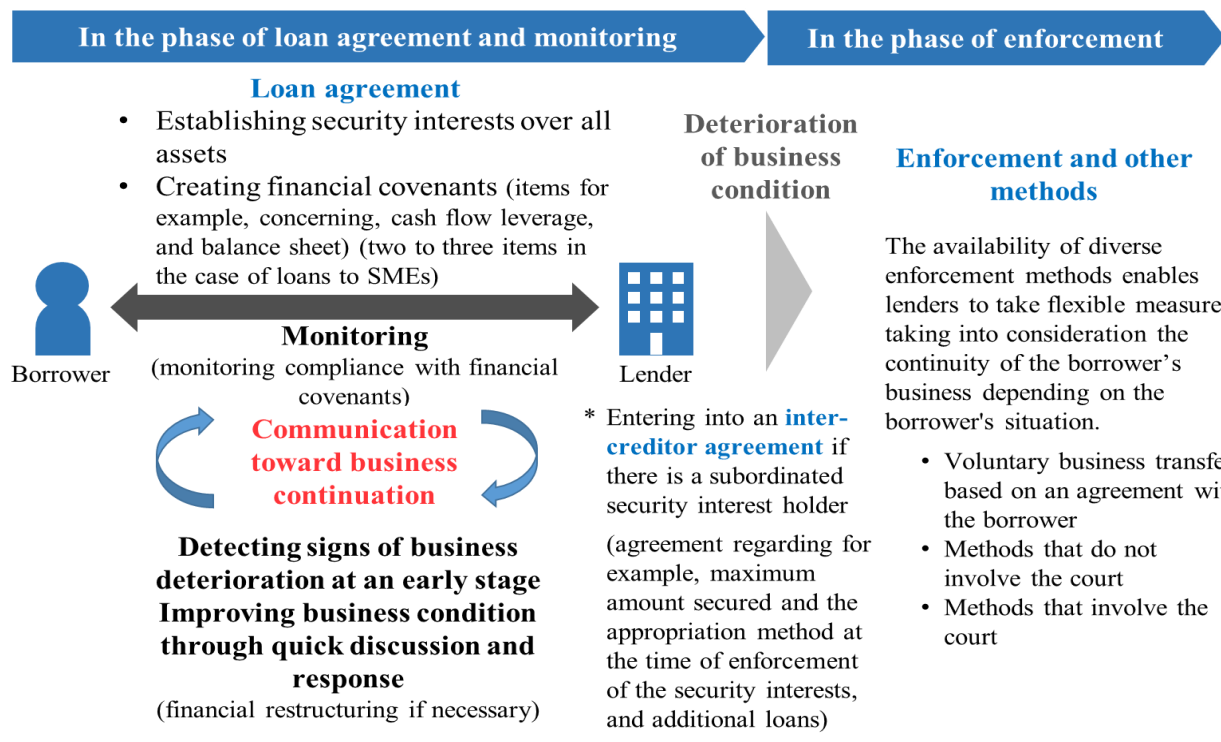 In the phase of loan agreement and monitoring
In the phase of enforcement
Loan agreement
• Establishing security interests over all
assets
• Creating financial covenants (items for
example, concerning, cash flow leverage,
and balance sheet) (two to three items in
the case of loans to SMEs)
Borrower
Monitoring
(monitoring compliance with financial
covenants)
Lender
Communication
toward business
continuation
Detecting signs of business
deterioration at an early stage
Improving business condition
through quick discussion and
response
(financial restructuring if necessary)
* Entering into an inter-
creditor agreement if
there is a subordinated
security interest holder
(agreement regarding for
example, maximum
amount secured and the
appropriation method at
the time of enforcement
of the security interests,
and additional loans)
Deterioration
of business
condition
Enforcement and other
methods
The availability of diverse
enforcement methods enables
lenders to take flexible measure
taking into consideration the
continuity of the borrower’s
business depending on the
borrower's situation.
• Voluntary business transfe
based on an agreement wi
the borrower
• Methods that do not
involve the court
• Methods that involve the
court